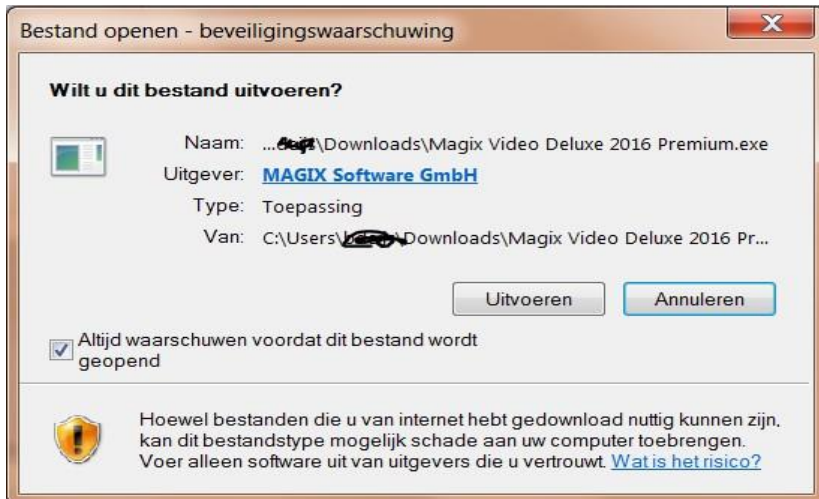 Bestand openen - beveiligingswaarschuwing
Wilt u dit bestand uitvoeren?
Naam: ...\Downloads\Magix Video Deluxe 2016 Premium.exe
Uitgever: MAGIX Software GmbH
Type: Toepassing
Van: C:\Users\Downloads\Magix Video Deluxe 2016 Pr...
Uitvoeren Annuleren
Altijd waarschuwen voordat dit bestand wordt
geopend
Hoewel bestanden die u van internet hebt gedownload nuttig kunnen zijn,
kan dit bestandstype mogelijk schade aan uw computer toebrengen.
Voer alleen software uit van uitgevers die u vertrouwt. Wat is het risico?